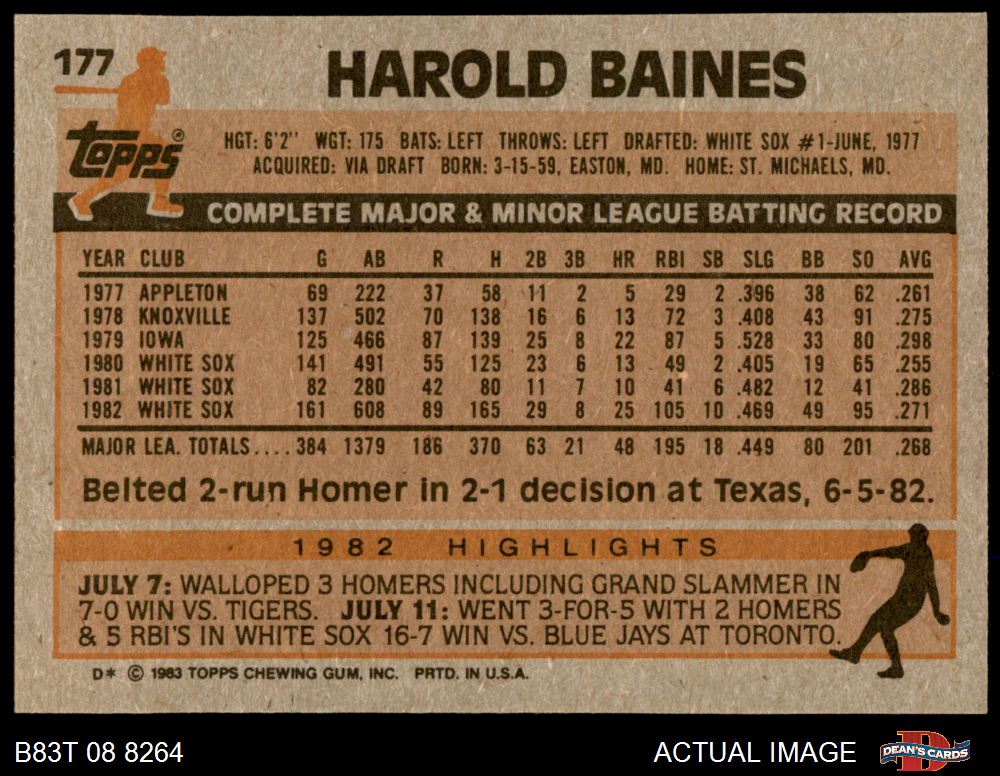 177
HAROLD BAINES
Topps ®
HGT: 6'2'' WGT: 175 BATS: LEFT THROWS: LEFT DRAFTED: WHITE SOX #1-JUNE, 1977
ACQUIRED: VIA DRAFT BORN: 3-15-59, EASTON, MD. HOME: ST. MICHAELS, MD.
COMPLETE MAJOR & MINOR LEAGUE BATTING RECORD
YEAR CLUB G AB R H 2B 3B HR RBI SB SLG BB SO AVG
1977 APPLETON 69 222 37 58 11 2 5 29 2 .396 38 62 .261
1978 KNOXVILLE 137 502 70 138 16 6 13 72 3 .408 43 91 .275
1979 IOWA 125 466 87 139 25 8 22 87 5 .528 33 80 .298
1980 WHITE SOX 141 491 55 125 23 6 13 49 2 .405 19 65 .255
1981 WHITE SOX 82 280 42 80 11 7 10 41 6 .482 12 41 .286
1982 WHITE SOX 161 608 89 165 29 8 25 105 10 .469 49 95 .271
MAJOR LEA. TOTALS.... 384 1379 186 370 63 21 48 195 18 .449 80 201 .268
Belted 2-run Homer in 2-1 decision at Texas, 6-5-82.
1982 HIGHLIGHTS
JULY 7: WALLOPED 3 HOMERS INCLUDING GRAND SLAMMER IN
7-0 WIN VS. TIGERS. JULY 11: WENT 3-FOR-5 WITH 2 HOMERS
& 5 RBI'S IN WHITE SOX 16-7 WIN VS. BLUE JAYS AT TORONTO.
D* © 1983 TOPPS CHEWING GUM, INC. PRTD. IN U.S.A.
B83T 08 8264
ACTUAL IMAGE
D
DEAN'S CARDS